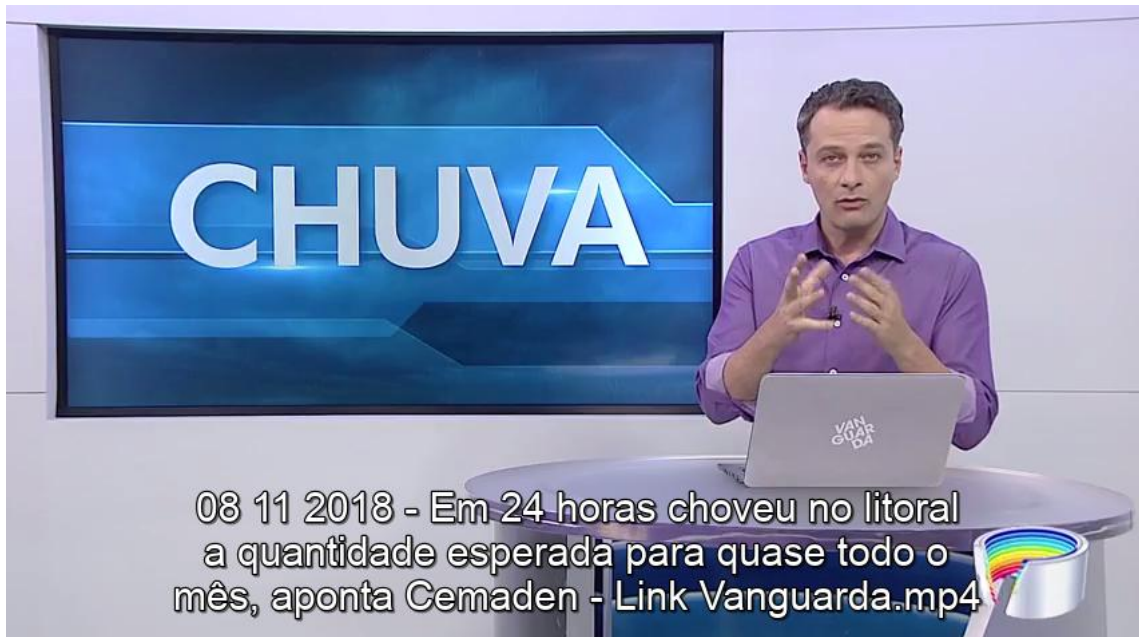 CHUVA
VAN
GUAR
DA
08 11 2018 - Em 24 horas choveu no litoral
a quantidade esperada para quase todo o
mês, aponta Cemaden - Link Vanguarda.mp4